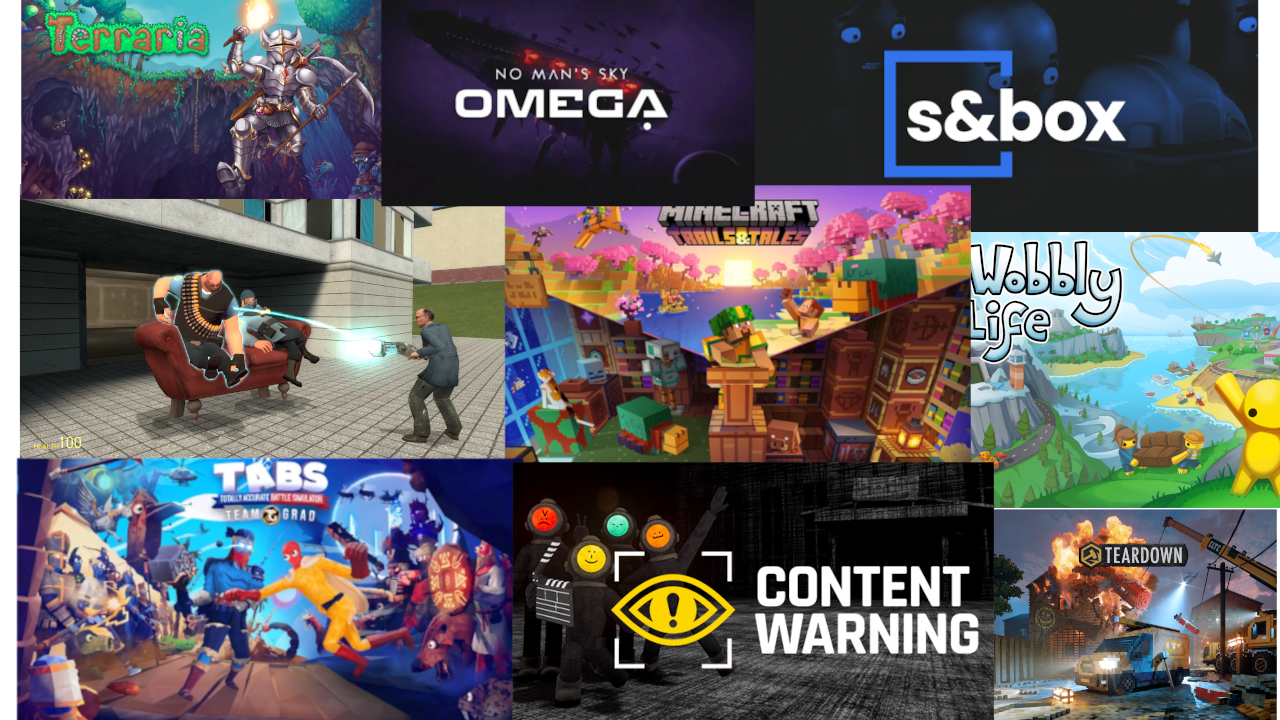 Terraria
NO MAN'S SKY
OMEGA
s&box
MINECRAFT
TRAILS&TALES
Wobbly
Life
HEALTH 100
TABS
TOTALLY ACCURATE BATTLE SIMULATOR
TEAM GRAD
CONTENT
WARNING
TEARDOWN